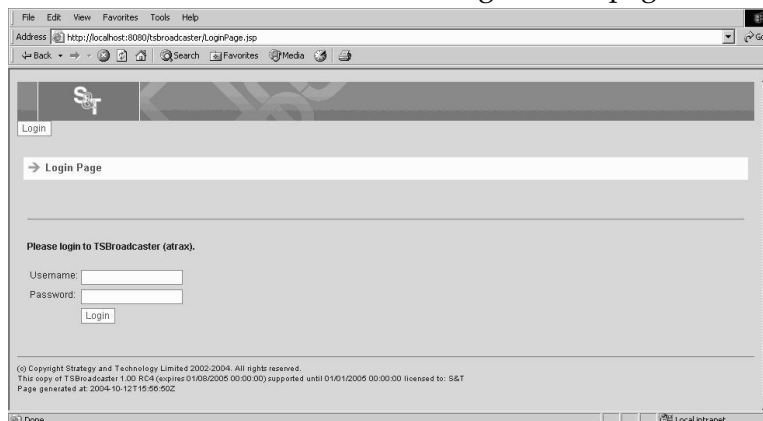 File Edit View Favorites Tools Help
Address http://localhost:8080/tsbroadcaster/LoginPage.jsp
Back Search Favorites Media
S&T
Login
Login Page
Please login to TSBroadcaster (atrax).
Username:
Password:
Login
(c) Copyright Strategy and Technology Limited 2002-2004. All rights reserved.
This copy of TSBroadcaster 1.00 RC4 (expires 01/08/2005 00:00:00) supported until 01/01/2005 00:00:00 licensed to: S&T
Page generated at: 2004-10-12T15:56:50Z
Done Local intranet